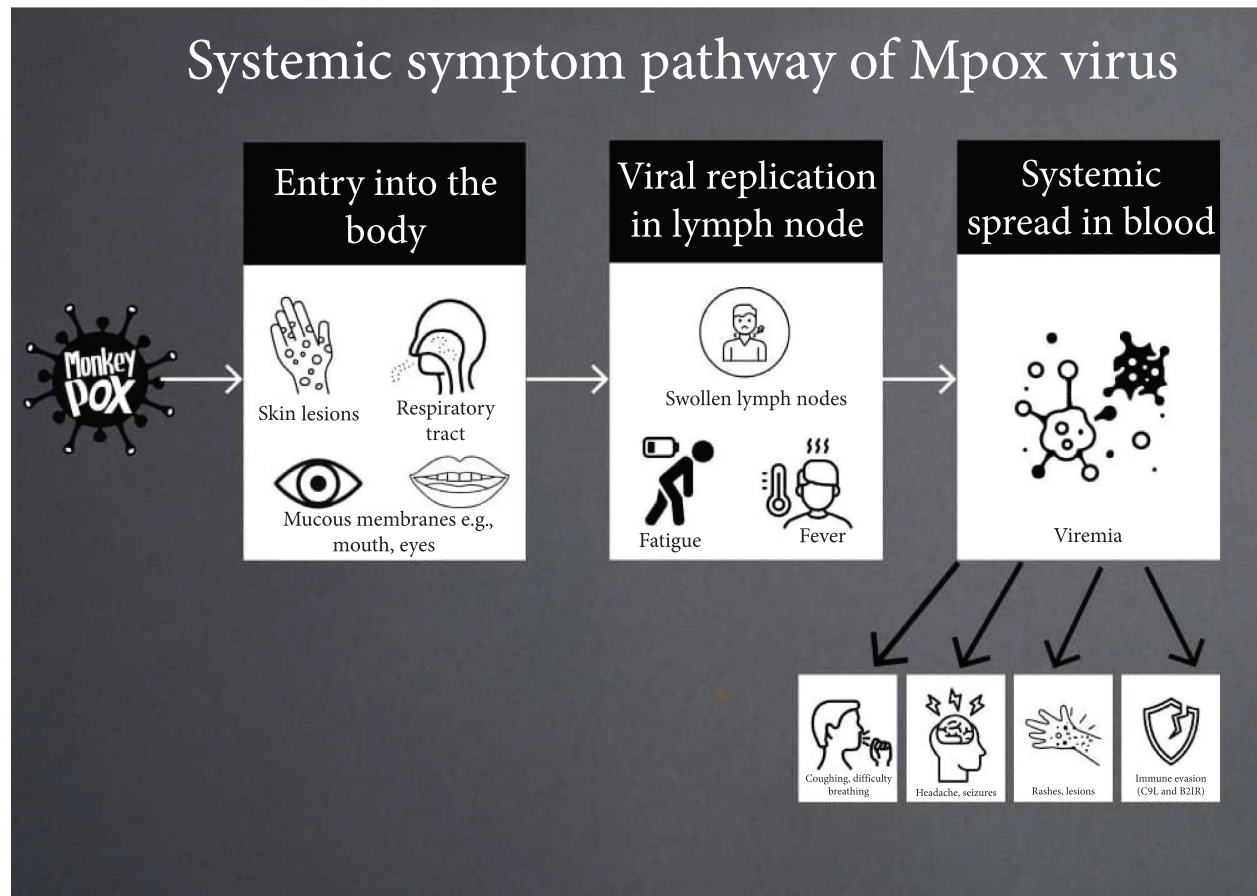 Systemic symptom pathway of Mpox virus
Monkey
POX
Entry into the
body
Skin lesions
Respiratory
tract
Mucous membranes e.g.,
mouth, eyes
Viral replication
in lymph node
Swollen lymph nodes
Fatigue
Fever
Systemic
spread in blood
Viremia
Coughing, difficulty
breathing
Headache, seizures
Rashes, lesions
Immune evasion
(C9L and B2IR)